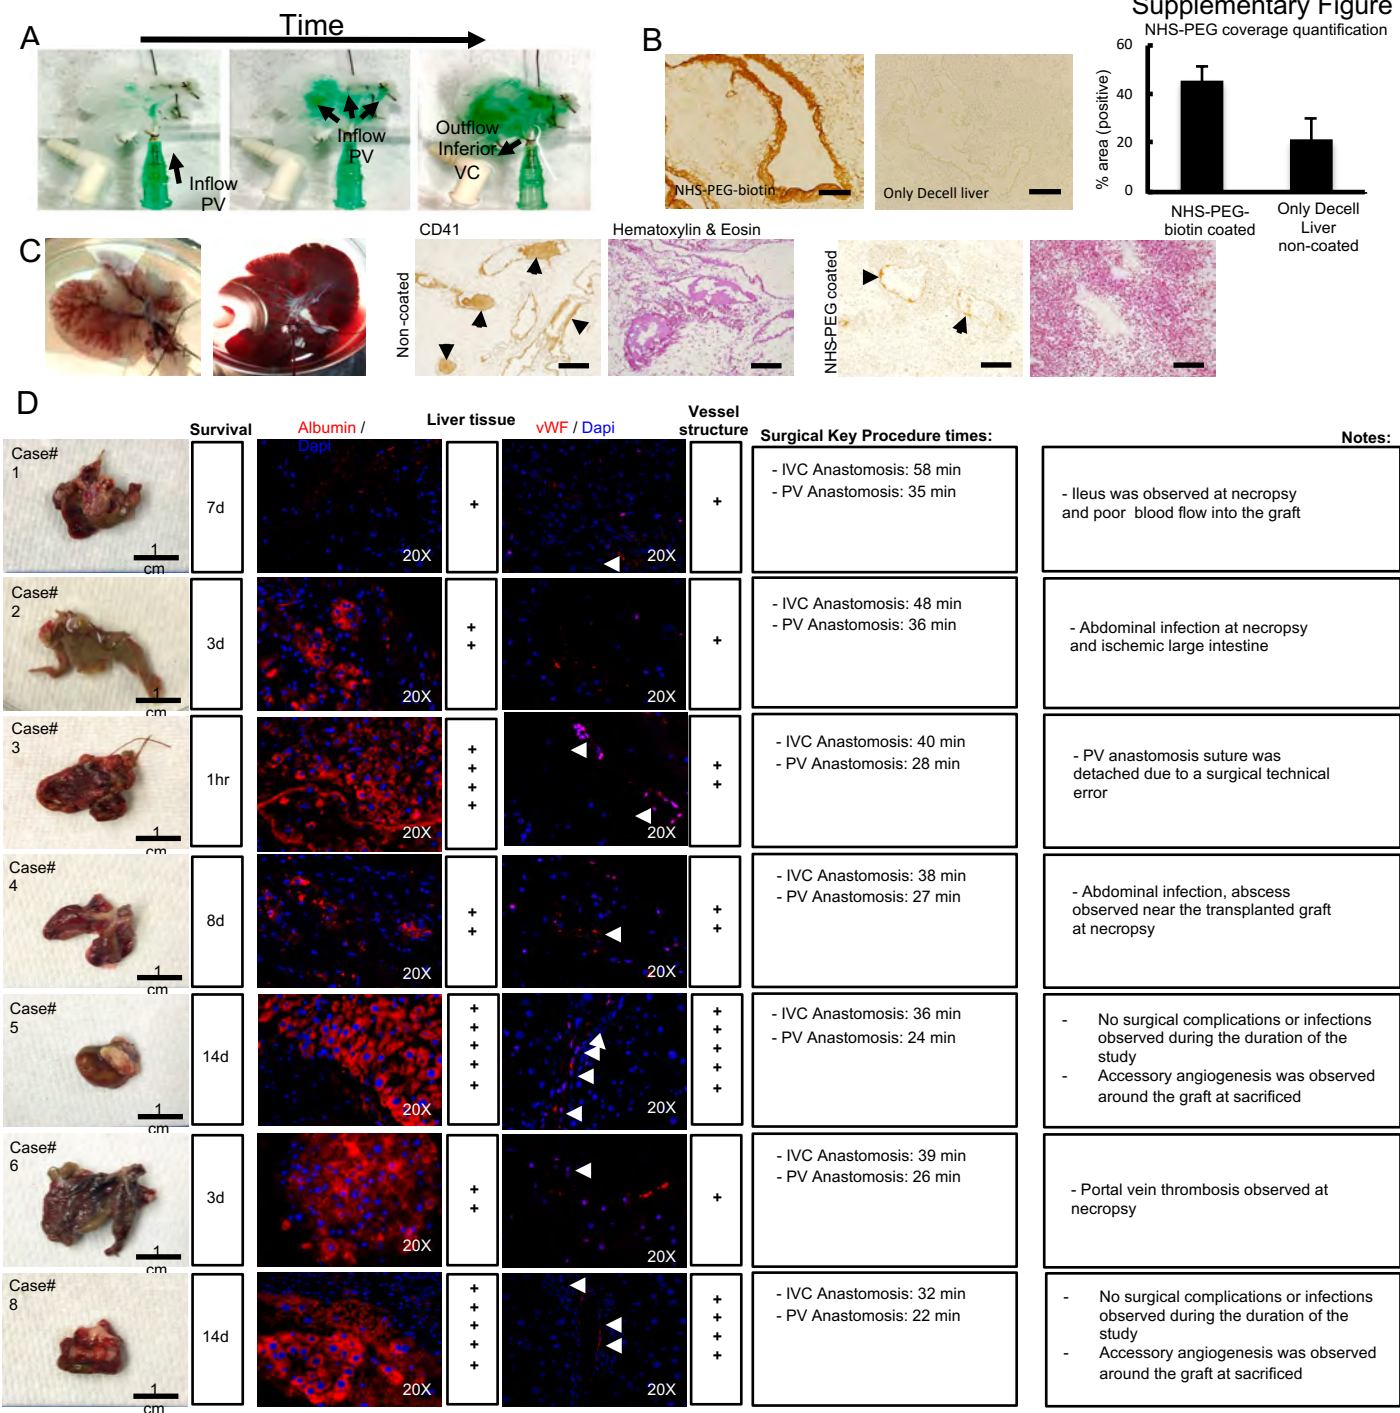 Supplementary Figure
A
Time
Inflow
PV
Inflow
PV
Outflow
Inferior
VC
B
NHS-PEG-biotin
Only Decell liver
NHS-PEG coverage quantification
% area (positive)
60
40
20
0
NHS-PEG-
biotin coated
Only Decell
Liver
non-coated
C
CD41
Hematoxylin & Eosin
Non-coated
NHS-PEG coated
D
Survival
Albumin /
Dapi
Liver tissue
vWF / Dapi
Vessel
structure
Surgical Key Procedure times:
Notes:
Case#
1
1
cm
7d
20X
+
20X
+
- IVC Anastomosis: 58 min
- PV Anastomosis: 35 min
- Ileus was observed at necropsy
and poor blood flow into the graft
Case#
2
1
cm
3d
20X
+
+
20X
+
- IVC Anastomosis: 48 min
- PV Anastomosis: 36 min
- Abdominal infection at necropsy
and ischemic large intestine
Case#
3
1
cm
1hr
20X
+
+
+
+
20X
+
+
- IVC Anastomosis: 40 min
- PV Anastomosis: 28 min
- PV anastomosis suture was
detached due to a surgical technical
error
Case#
4
1
cm
8d
20X
+
+
20X
+
+
- IVC Anastomosis: 38 min
- PV Anastomosis: 27 min
- Abdominal infection, abscess
observed near the transplanted graft
at necropsy
Case#
5
1
cm
14d
20X
+
+
+
+
+
20X
+
+
+
+
+
- IVC Anastomosis: 36 min
- PV Anastomosis: 24 min
- No surgical complications or infections
observed during the duration of the
study
- Accessory angiogenesis was observed
around the graft at sacrificed
Case#
6
1
cm
3d
20X
+
+
20X
+
- IVC Anastomosis: 39 min
- PV Anastomosis: 26 min
- Portal vein thrombosis observed at
necropsy
Case#
8
1
cm
14d
20X
+
+
+
+
+
20X
+
+
+
+
- IVC Anastomosis: 32 min
- PV Anastomosis: 22 min
- No surgical complications or infections
observed during the duration of the
study
- Accessory angiogenesis was observed
around the graft at sacrificed